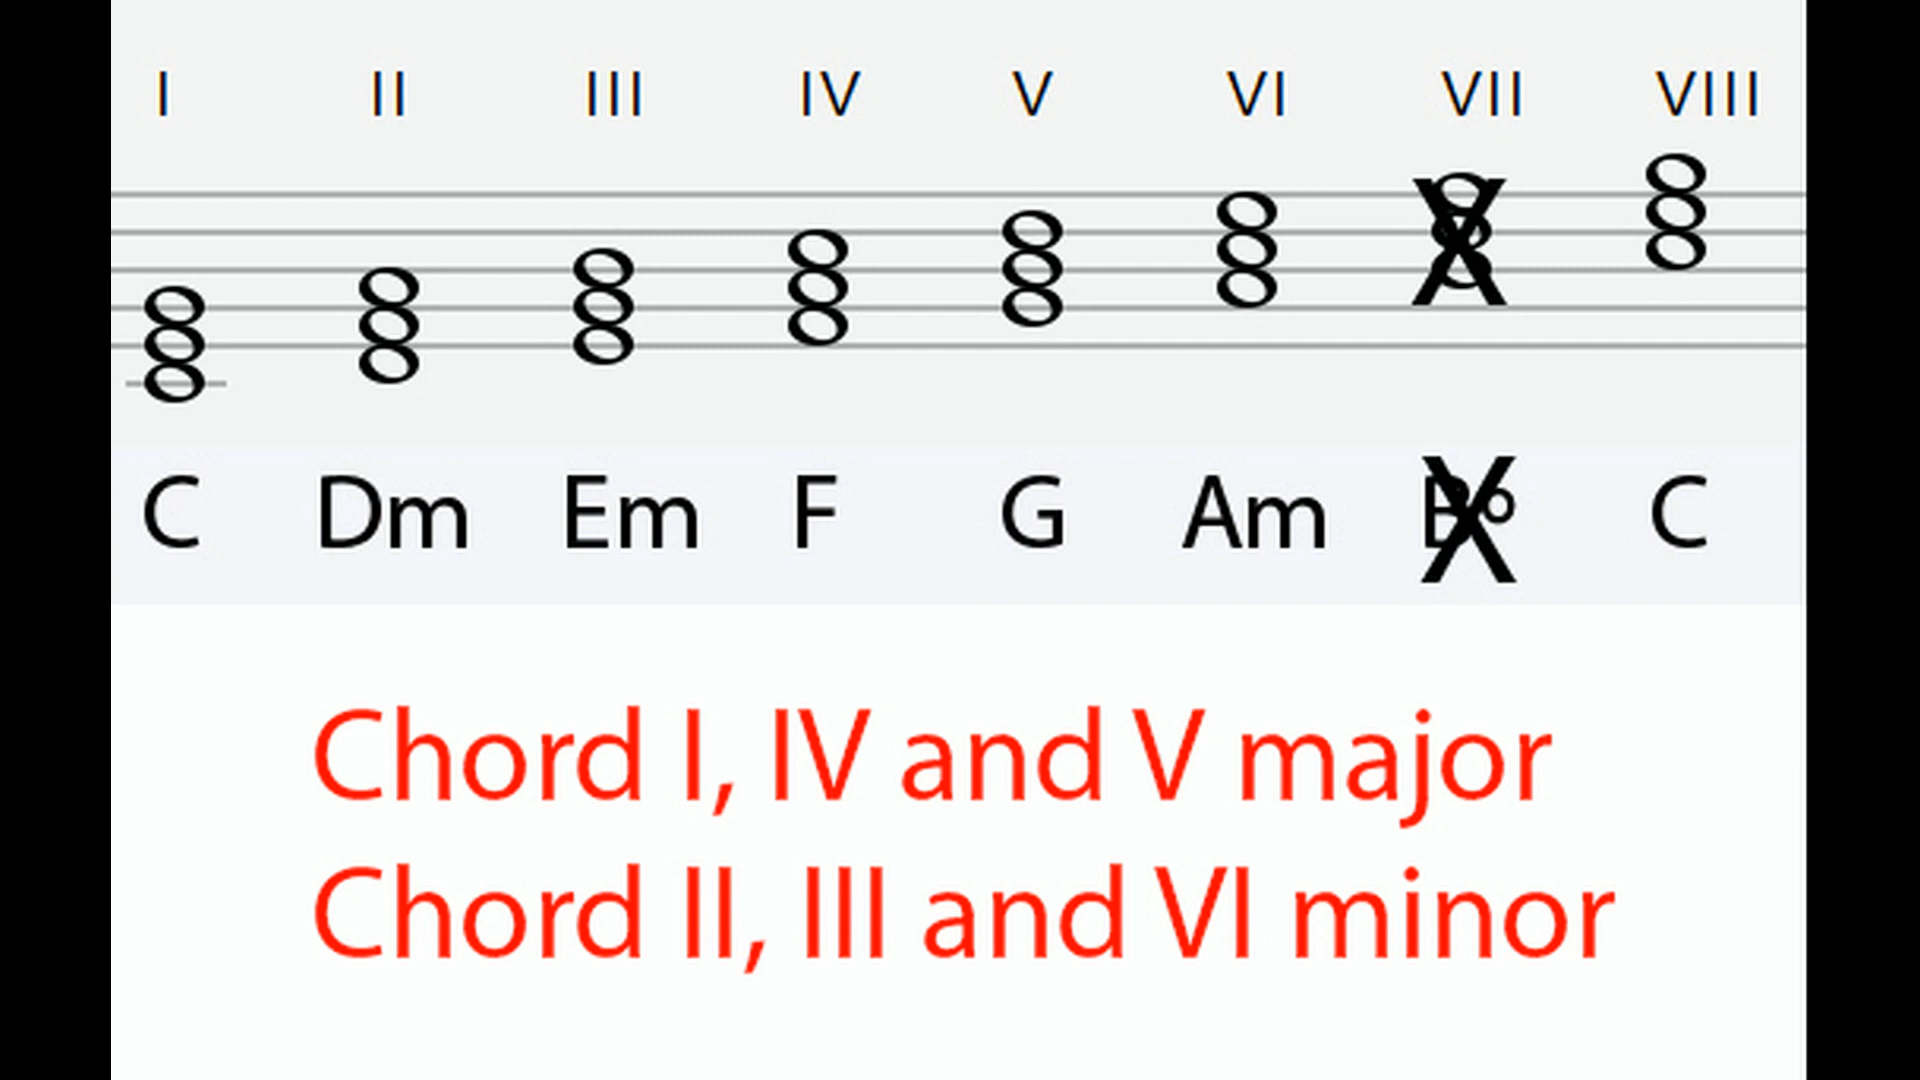 I II III IV V VI VII VIII
C Dm Em F G Am B° C
Chord I, IV and V major
Chord II, III and VI minor